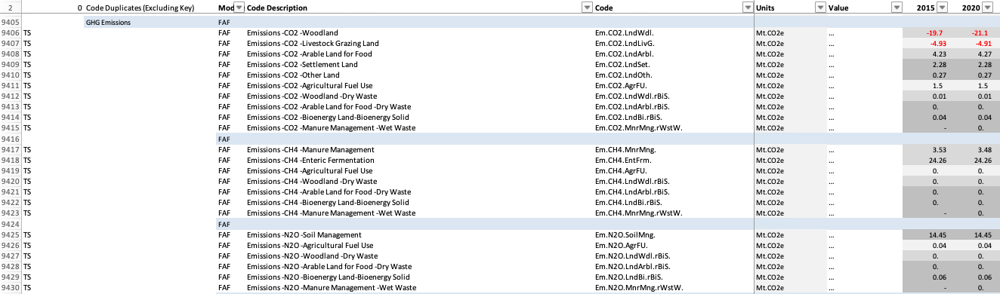 2 0 Code Duplicates (Excluding Key) Mod Code Description Code Units Value 2015 2020
9405 GHG Emissions FAF
9406 TS FAF Emissions -CO2 -Woodland Em.CO2.LndWdl. Mt.CO2e ... -19.7 -21.1
9407 TS FAF Emissions -CO2 -Livestock Grazing Land Em.CO2.LndLivG. Mt.CO2e ... -4.93 -4.91
9408 TS FAF Emissions -CO2 -Arable Land for Food Em.CO2.LndArbl. Mt.CO2e ... 4.23 4.27
9409 TS FAF Emissions -CO2 -Settlement Land Em.CO2.LndSet. Mt.CO2e ... 2.28 2.28
9410 TS FAF Emissions -CO2 -Other Land Em.CO2.LndOth. Mt.CO2e ... 0.27 0.27
9411 TS FAF Emissions -CO2 -Agricultural Fuel Use Em.CO2.AgrFU. Mt.CO2e ... 1.5 1.5
9412 TS FAF Emissions -CO2 -Woodland -Dry Waste Em.CO2.LndWdl.rBiS. Mt.CO2e ... 0.01 0.01
9413 TS FAF Emissions -CO2 -Arable Land for Food -Dry Waste Em.CO2.LndArbl.rBiS. Mt.CO2e ... 0. 0.
9414 TS FAF Emissions -CO2 -Bioenergy Land-Bioenergy Solid Em.CO2.LndBi.rBiS. Mt.CO2e ... 0.04 0.04
9415 TS FAF Emissions -CO2 -Manure Management -Wet Waste Em.CO2.MnrMng.rWstW. Mt.CO2e ... - 0.
9416 FAF
9417 TS FAF Emissions -CH4 -Manure Management Em.CH4.MnrMng. Mt.CO2e ... 3.53 3.48
9418 TS FAF Emissions -CH4 -Enteric Fermentation Em.CH4.EntFrm. Mt.CO2e ... 24.26 24.26
9419 TS FAF Emissions -CH4 -Agricultural Fuel Use Em.CH4.AgrFU. Mt.CO2e ... 0. 0.
9420 TS FAF Emissions -CH4 -Woodland -Dry Waste Em.CH4.LndWdl.rBiS. Mt.CO2e ... 0. 0.
9421 TS FAF Emissions -CH4 -Arable Land for Food -Dry Waste Em.CH4.LndArbl.rBiS. Mt.CO2e ... 0. 0.
9422 TS FAF Emissions -CH4 -Bioenergy Land-Bioenergy Solid Em.CH4.LndBi.rBiS. Mt.CO2e ... 0. 0.
9423 TS FAF Emissions -CH4 -Manure Management -Wet Waste Em.CH4.MnrMng.rWstW. Mt.CO2e ... - 0.
9424 FAF
9425 TS FAF Emissions -N2O -Soil Management Em.N2O.SoilMng. Mt.CO2e ... 14.45 14.45
9426 TS FAF Emissions -N2O -Agricultural Fuel Use Em.N2O.AgrFU. Mt.CO2e ... 0.04 0.04
9427 TS FAF Emissions -N2O -Woodland -Dry Waste Em.N2O.LndWdl.rBiS. Mt.CO2e ... 0. 0.
9428 TS FAF Emissions -N2O -Arable Land for Food -Dry Waste Em.N2O.LndArbl.rBiS. Mt.CO2e ... 0. 0.
9429 TS FAF Emissions -N2O -Bioenergy Land-Bioenergy Solid Em.N2O.LndBi.rBiS. Mt.CO2e ... 0.06 0.06
9430 TS FAF Emissions -N2O -Manure Management -Wet Waste Em.N2O.MnrMng.rWstW. Mt.CO2e ... - 0.